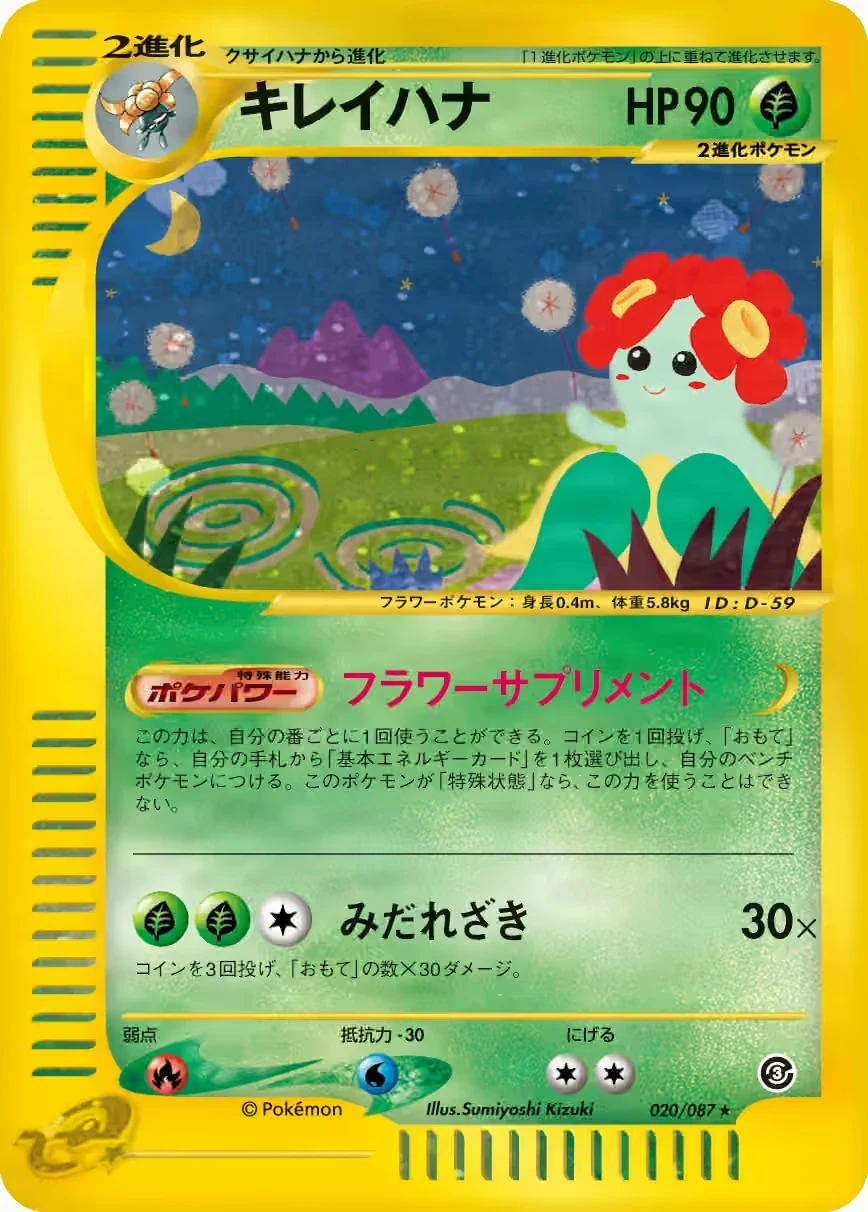 2進化
クサイハナから進化
「1進化ポケモン」の上に重ねて進化させます。
キレイハナ
HP90
2進化ポケモン
フラワーポケモン：身長0.4m、体重5.8kg ID:D-59
特殊能力
ポケパワー
フラワーサプリメント
この力は、自分の番ごとに1回使うことができる。コインを1回投げ、「おもて」
なら、自分の手札から「基本エネルギーカード」を1枚選び出し、自分のベンチ
ポケモンにつける。このポケモンが「特殊状態」なら、この力を使うことはでき
ない。
みだれざき
30×
コインを3回投げ、「おもて」の数×30ダメージ。
弱点
抵抗力-30
にげる
3
© Pokémon
Illus.Sumiyoshi Kizuki
020/087★